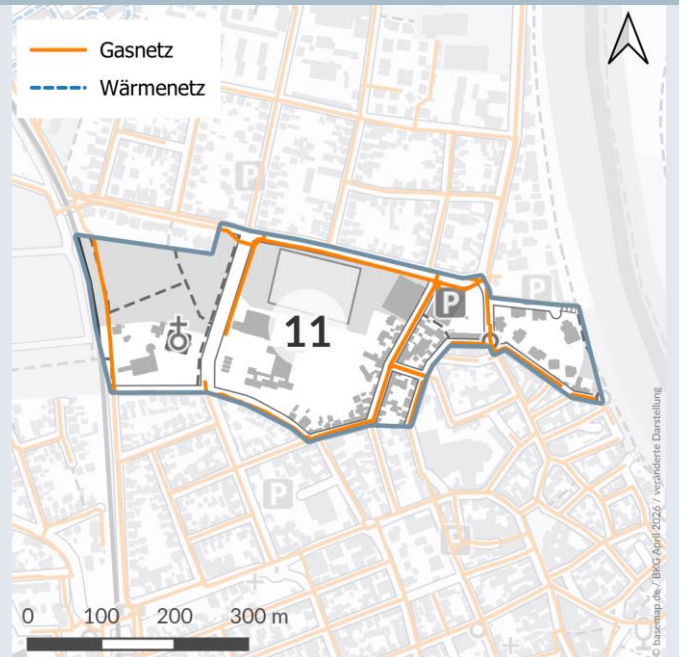 Gasnetz
Wärmenetz
P
11
P
P
P
P
0 100 200 300 m
© basemap.de / BKG April 2026 / veränderte Darstellung